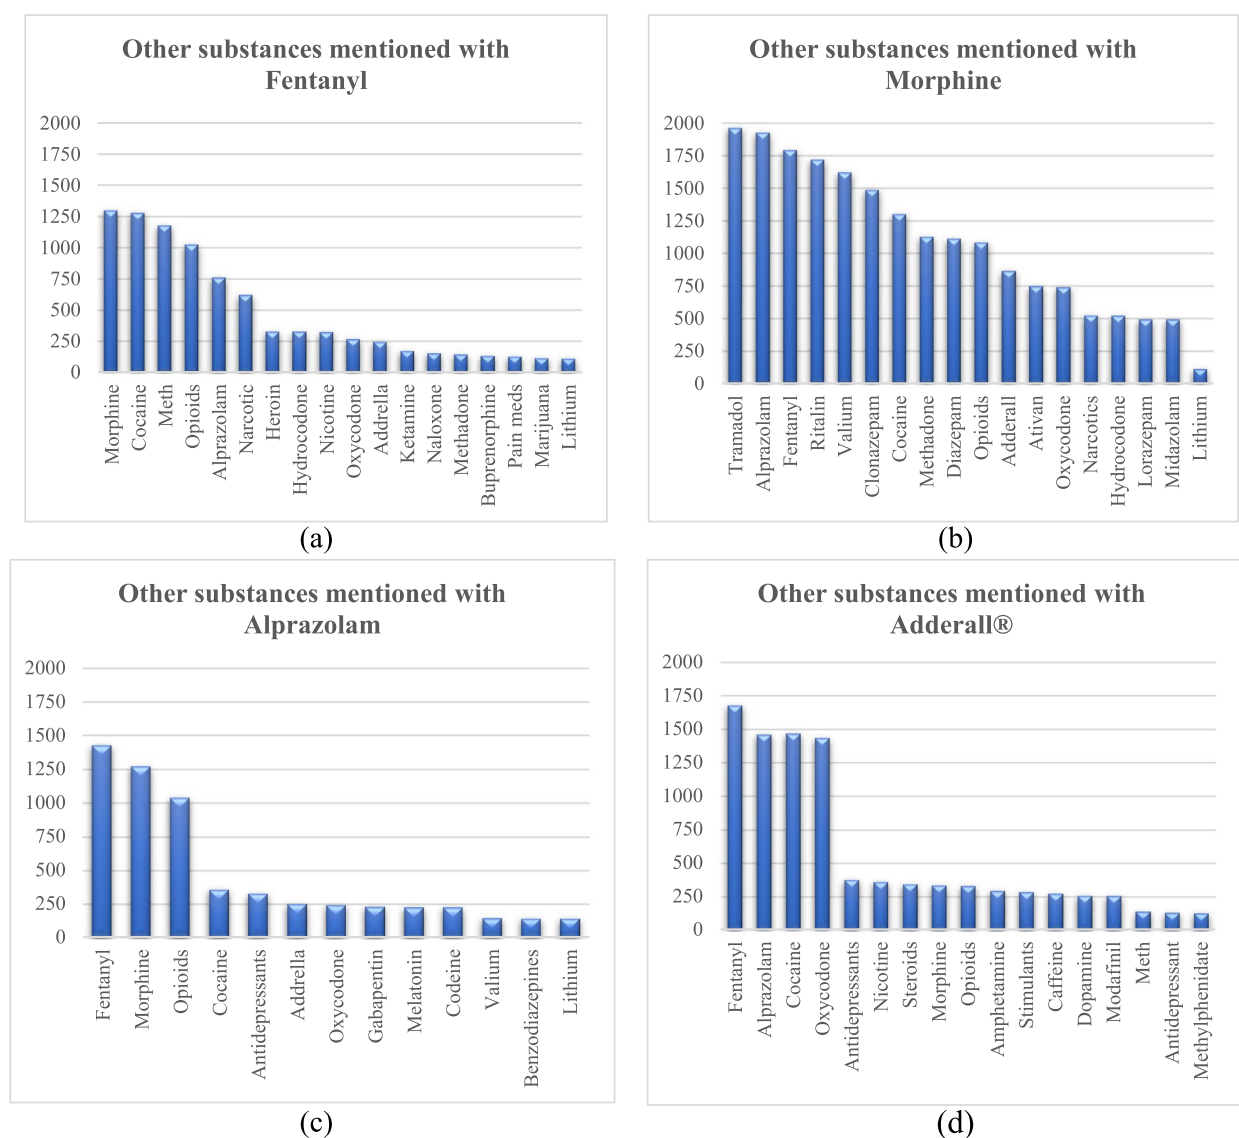 Other substances mentioned with
Fentanyl
2000
1750
1500
1250
1000
750
500
250
0
Morphine
Cocaine
Meth
Opioids
Alprazolam
Narcotic
Heroin
Hydrocodone
Nicotine
Oxycodone
Addrella
Ketamine
Naloxone
Methadone
Buprenorphine
Pain meds
Marijuana
Lithium
(a)
Other substances mentioned with
Morphine
2000
1750
1500
1250
1000
750
500
250
0
Tramadol
Alprazolam
Fentanyl
Ritalin
Valium
Clonazepam
Cocaine
Methadone
Diazepam
Opioids
Adderall
Ativan
Oxycodone
Narcotics
Hydrocodone
Lorazepam
Midazolam
Lithium
(b)
Other substances mentioned with
Alprazolam
2000
1750
1500
1250
1000
750
500
250
0
Fentanyl
Morphine
Opioids
Cocaine
Antidepressants
Addrella
Oxycodone
Gabapentin
Melatonin
Codeine
Valium
Benzodiazepines
Lithium
(c)
Other substances mentioned with
Adderall®
2000
1750
1500
1250
1000
750
500
250
0
Fentanyl
Alprazolam
Cocaine
Oxycodone
Antidepressants
Nicotine
Steroids
Morphine
Opioids
Amphetamine
Stimulants
Caffeine
Dopamine
Modafinil
Meth
Antidepressant
Methylphenidate
(d)